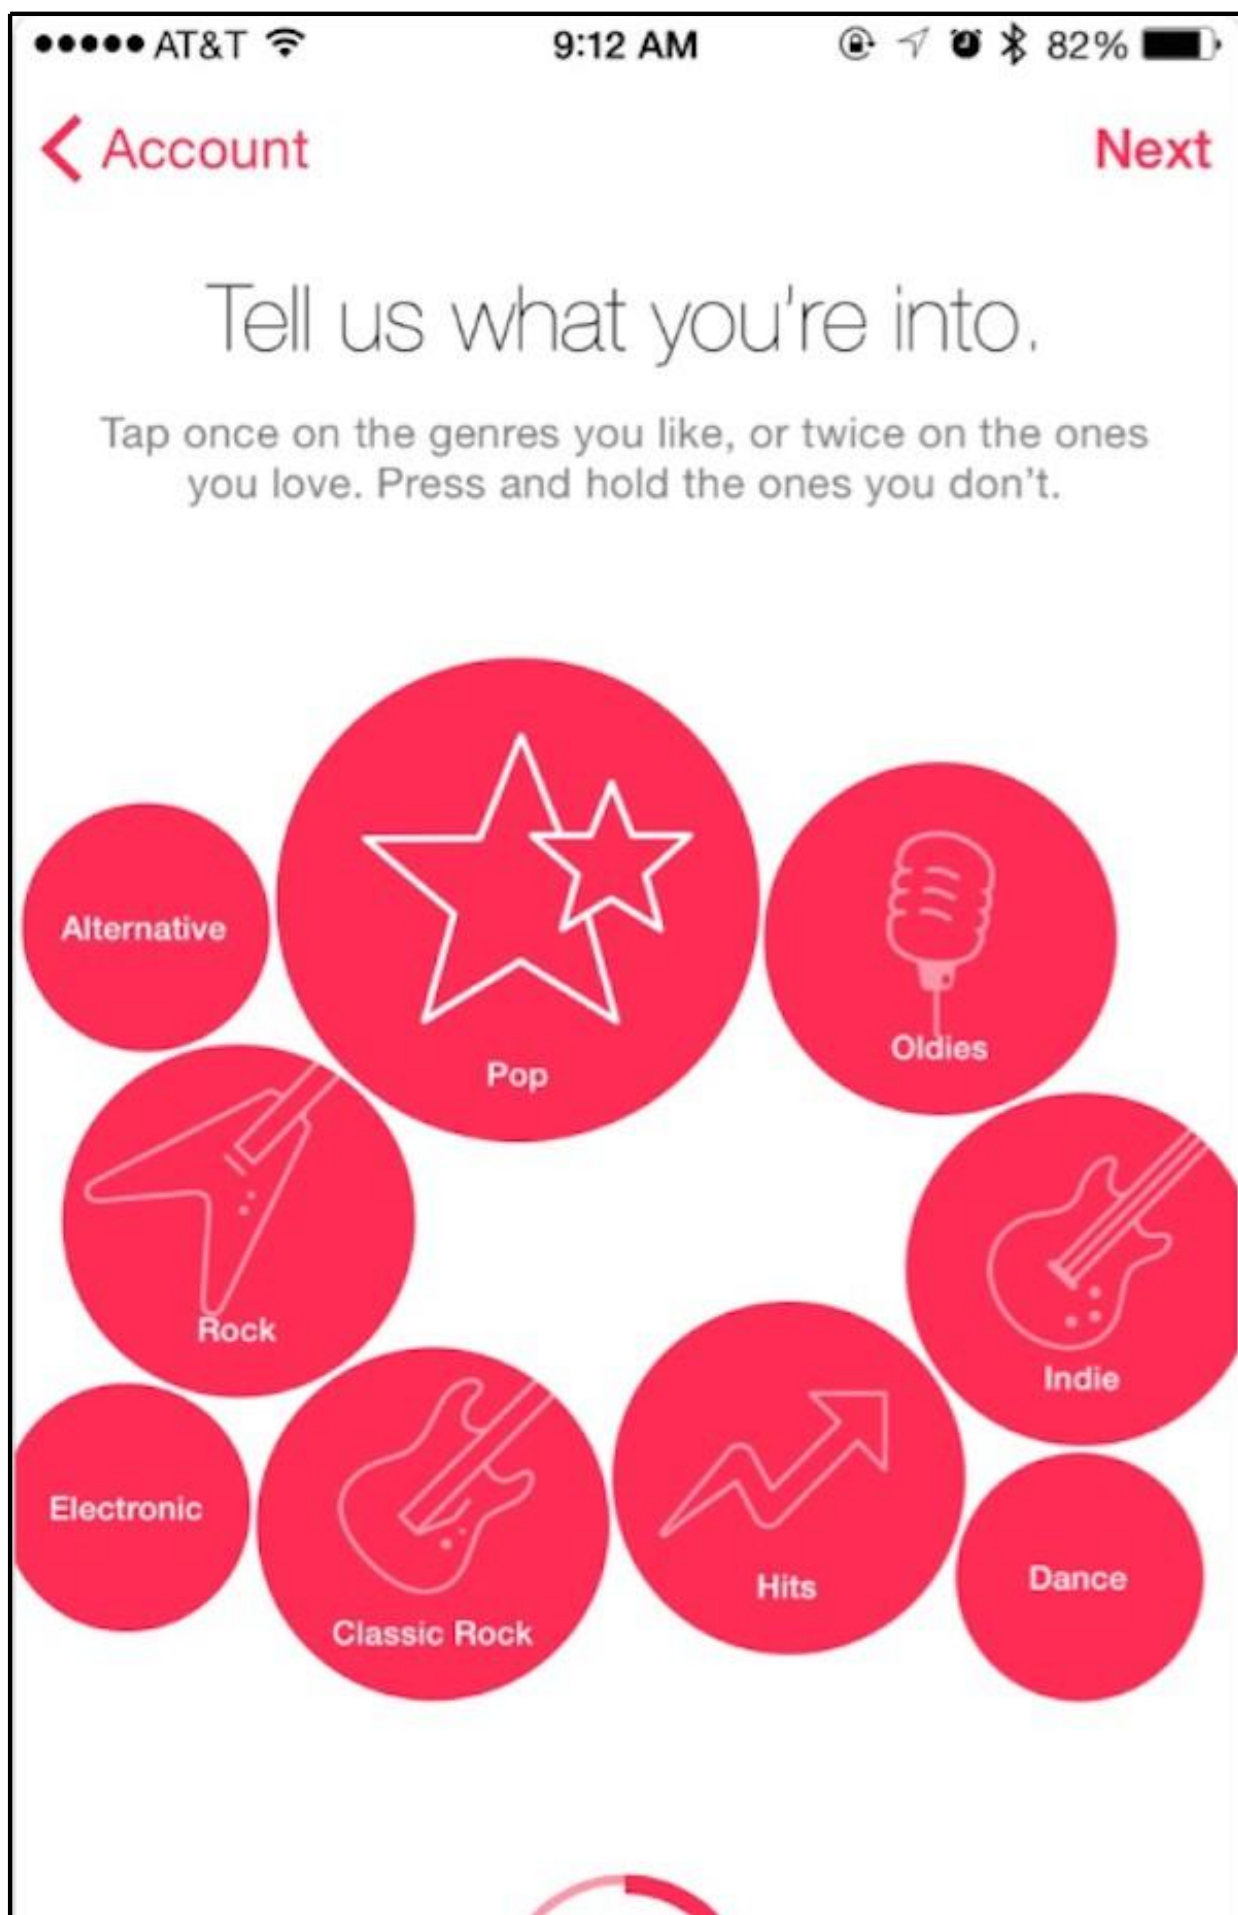 AT&T 9:12 AM 82%
Account Next
Tell us what you're into.
Tap once on the genres you like, or twice on the ones
you love. Press and hold the ones you don't.
Pop
Alternative
Oldies
Rock
Indie
Electronic
Classic Rock
Hits
Dance